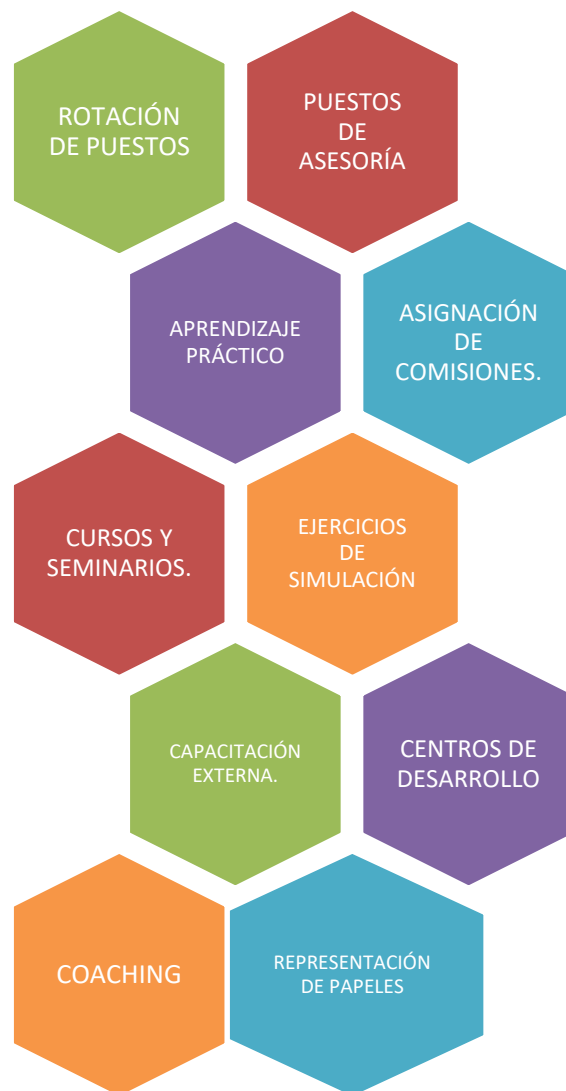 ROTACIÓN
DE PUESTOS
PUESTOS
DE
ASESORÍA
APRENDIZAJE
PRÁCTICO
ASIGNACIÓN
DE
COMISIONES.
CURSOS Y
SEMINARIOS.
EJERCICIOS
DE
SIMULACIÓN
CAPACITACIÓN
EXTERNA.
CENTROS DE
DESARROLLO
COACHING
REPRESENTACIÓN
DE PAPELES